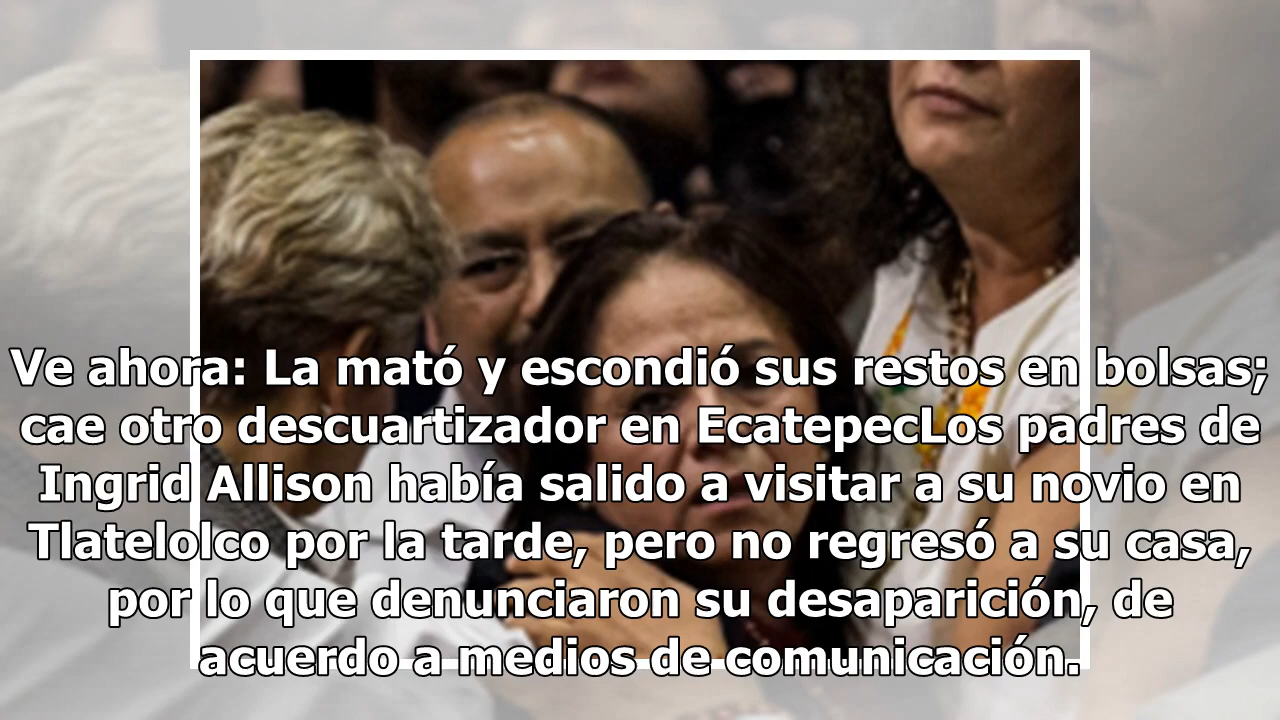 Ve ahora: La mató y escondió sus restos en bolsas;
cae otro descuartizador en EcatepecLos padres de
Ingrid Allison había salido a visitar a su novio en
Tlatelolco por la tarde, pero no regresó a su casa,
por lo que denunciaron su desaparición, de
acuerdo a medios de comunicación.